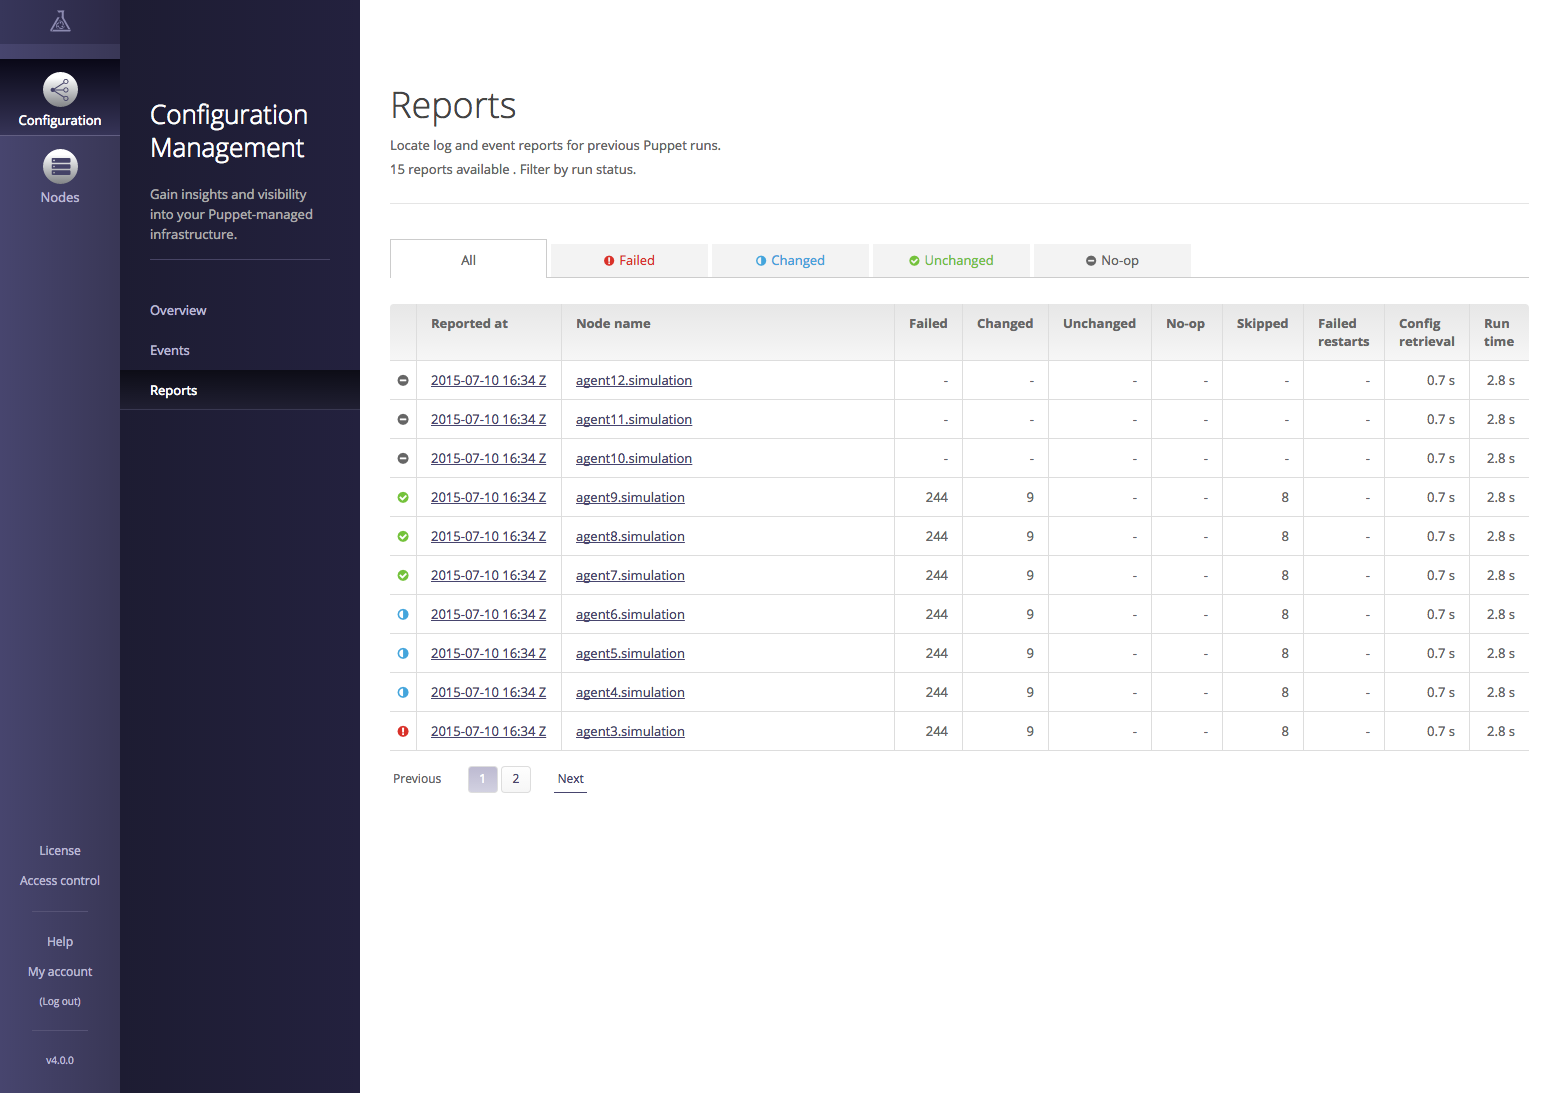 Configuration
Nodes
License
Access control
Help
My account
(Log out)
v4.0.0
Configuration
Management
Gain insights and visibility
into your Puppet-managed
infrastructure.
Overview
Events
Reports
Reports
Locate log and event reports for previous Puppet runs.
15 reports available . Filter by run status.
All Failed Changed Unchanged No-op
Reported at Node name Failed Changed Unchanged No-op Skipped Failed restarts Config retrieval Run time
2015-07-10 16:34 Z agent12.simulation - - - - - - 0.7 s 2.8 s
2015-07-10 16:34 Z agent11.simulation - - - - - - 0.7 s 2.8 s
2015-07-10 16:34 Z agent10.simulation - - - - - - 0.7 s 2.8 s
2015-07-10 16:34 Z agent9.simulation 244 9 - - 8 - 0.7 s 2.8 s
2015-07-10 16:34 Z agent8.simulation 244 9 - - 8 - 0.7 s 2.8 s
2015-07-10 16:34 Z agent7.simulation 244 9 - - 8 - 0.7 s 2.8 s
2015-07-10 16:34 Z agent6.simulation 244 9 - - 8 - 0.7 s 2.8 s
2015-07-10 16:34 Z agent5.simulation 244 9 - - 8 - 0.7 s 2.8 s
2015-07-10 16:34 Z agent4.simulation 244 9 - - 8 - 0.7 s 2.8 s
2015-07-10 16:34 Z agent3.simulation 244 9 - - 8 - 0.7 s 2.8 s
Previous 1 2 Next